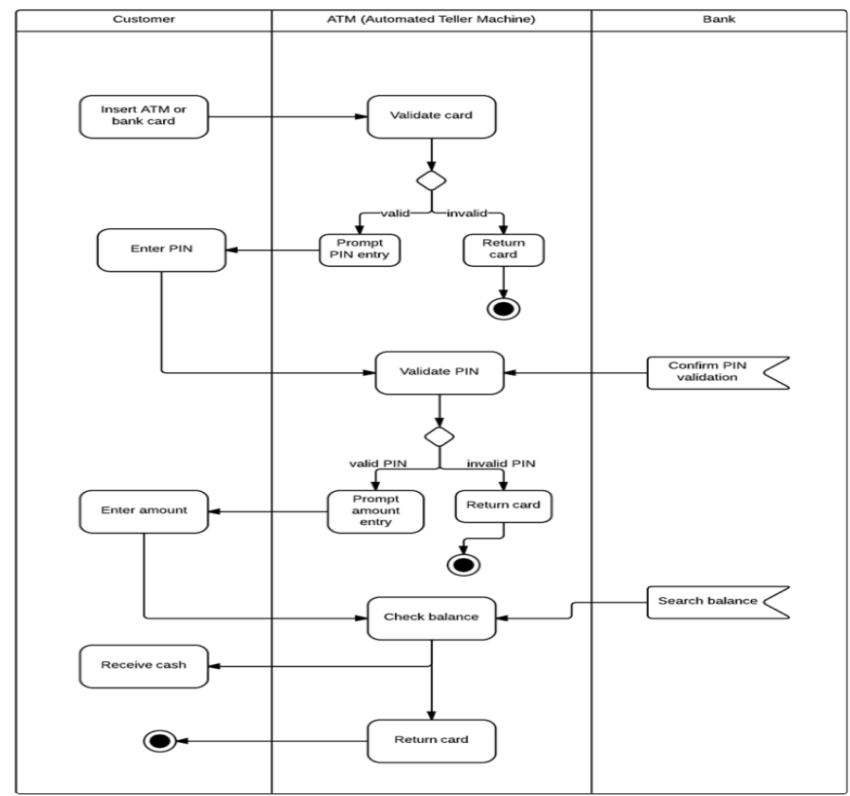 Customer
ATM (Automated Teller Machine)
Bank
Insert ATM or
bank card
Validate card
valid
invalid
Enter PIN
Prompt
PIN entry
Return
card
Validate PIN
Confirm PIN
validation
valid PIN
invalid PIN
Enter amount
Prompt
amount
entry
Return card
Check balance
Search balance
Receive cash
Return card